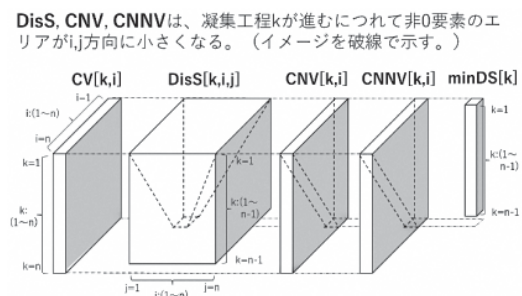 DisS, CNV, CNNVは、凝集工程kが進むにつれて非0要素のエ
リアがi,j方向に小さくなる。（イメージを破線で示す。）
CV[k,i]
DisS[k,i,j]
CNV[k,i]
CNNV[k,i]
minDS[k]
i=1
i:(1～n)
i=n
k=1
k:
(1～n)
k=n
k=1
k:(1～
n-1)
k=n-1
j=1
j=n
j:(1～n)
k=1
k:(1～
n-1)
k=n-1